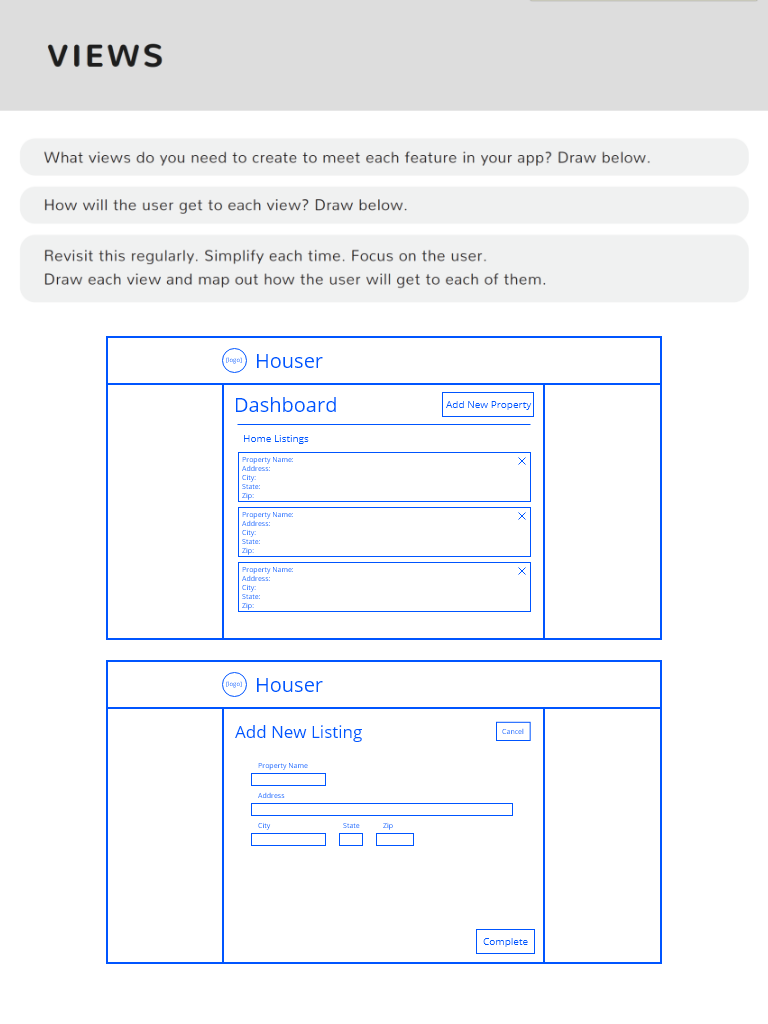 VIEWS
What views do you need to create to meet each feature in your app? Draw below.
How will the user get to each view? Draw below.
Revisit this regularly. Simplify each time. Focus on the user.
Draw each view and map out how the user will get to each of them.
{logo} Houser
Dashboard Add New Property
Home Listings
Property Name:
Address:
City:
State:
Zip:
Property Name:
Address:
City:
State:
Zip:
Property Name:
Address:
City:
State:
Zip:
{logo} Houser
Add New Listing Cancel
Property Name
Address
City State Zip
Complete